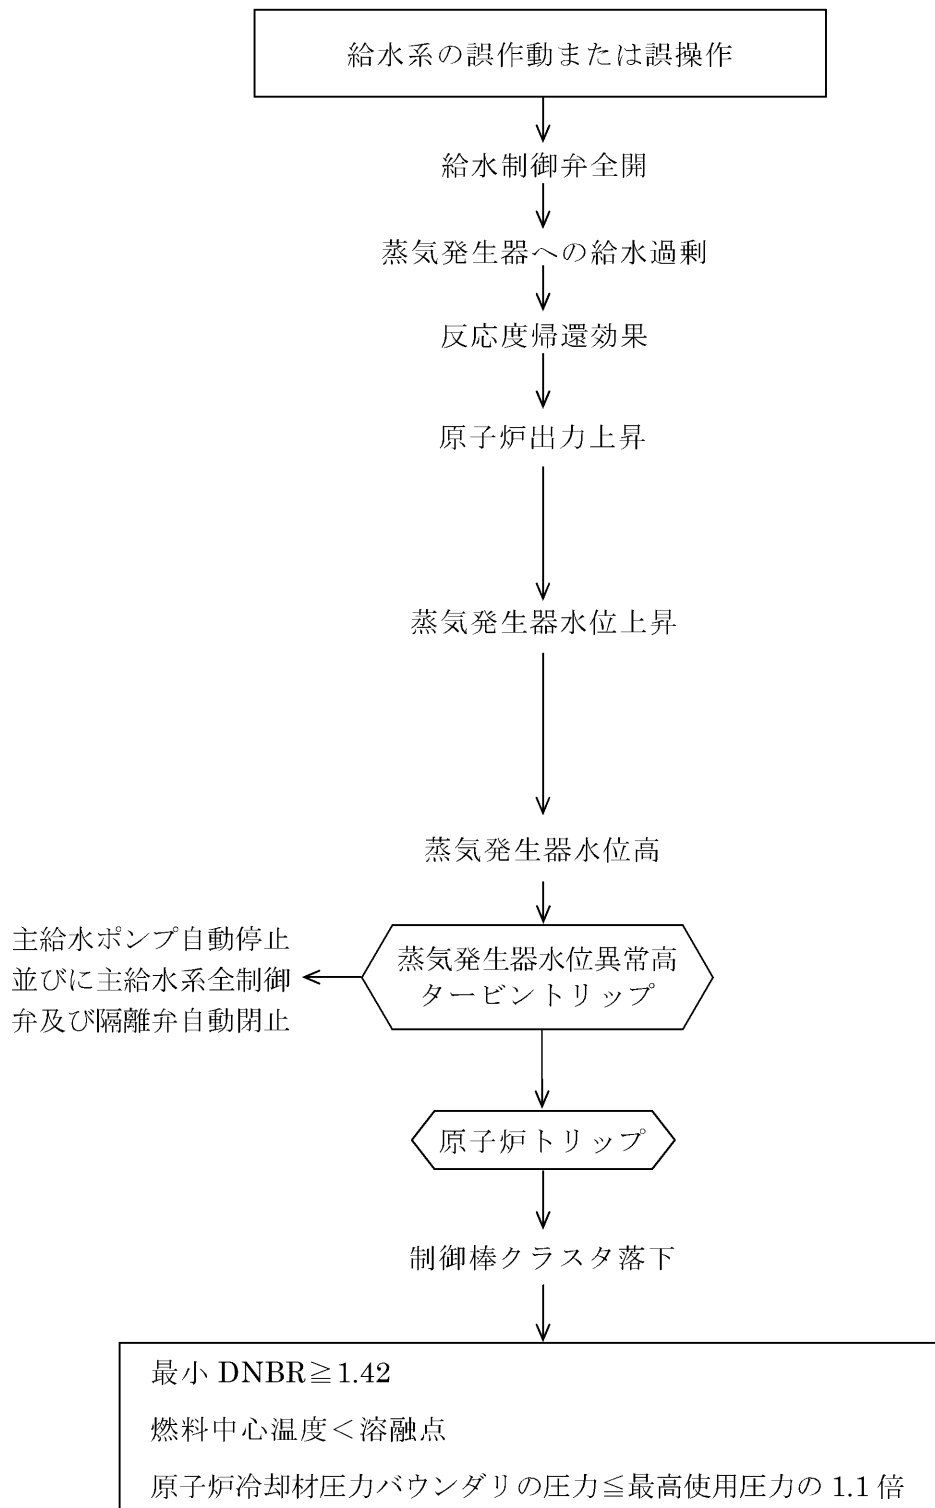 給水系の誤作動または誤操作
給水制御弁全開
蒸気発生器への給水過剰
反応度帰還効果
原子炉出力上昇
蒸気発生器水位上昇
蒸気発生器水位高
蒸気発生器水位異常高
タービントリップ
主給水ポンプ自動停止
並びに主給水系全制御
弁及び隔離弁自動閉止
原子炉トリップ
制御棒クラスタ落下
最小 DNBR≧1.42
燃料中心温度＜溶融点
原子炉冷却材圧力バウンダリの圧力≦最高使用圧力の 1.1 倍